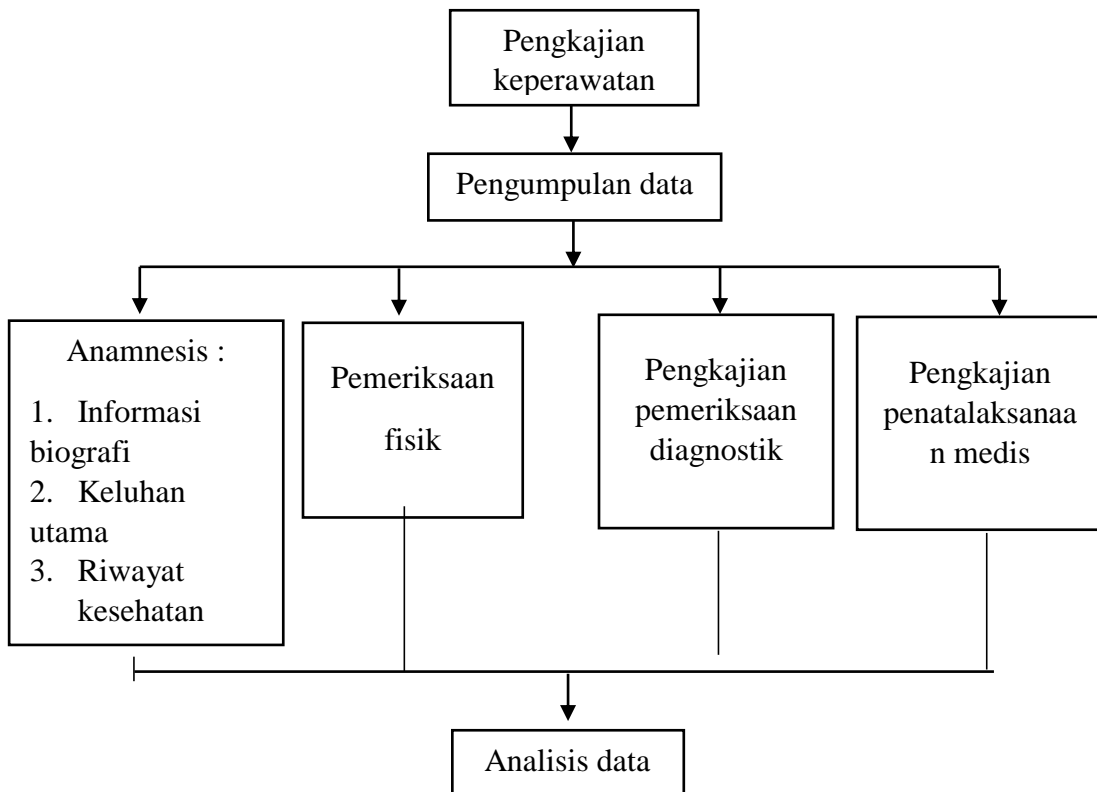 Pengkajian
keperawatan
Pengumpulan data
Anamnesis :
1. Informasi
biografi
2. Keluhan
utama
3. Riwayat
kesehatan
Pemeriksaan
fisik
Pengkajian
pemeriksaan
diagnostik
Pengkajian
penatalaksanaa
n medis
Analisis data